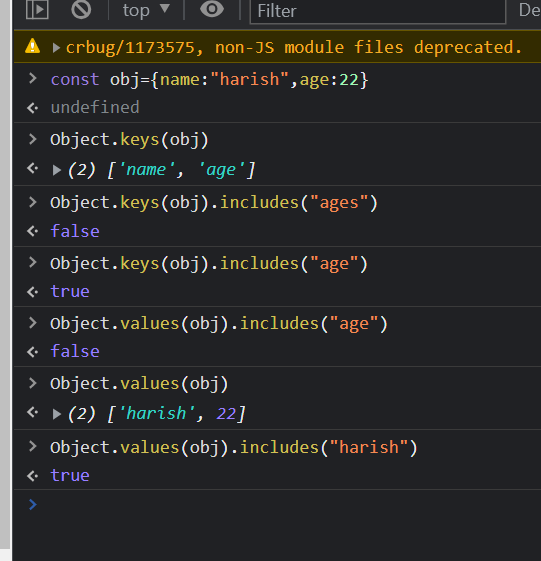 top Filter De
crbug/1173575, non-JS module files deprecated.
const obj={name:"harish",age:22}
undefined
Object.keys(obj)
(2) ['name', 'age']
Object.keys(obj).includes("ages")
false
Object.keys(obj).includes("age")
true
Object.values(obj).includes("age")
false
Object.values(obj)
(2) ['harish', 22]
Object.values(obj).includes("harish")
true